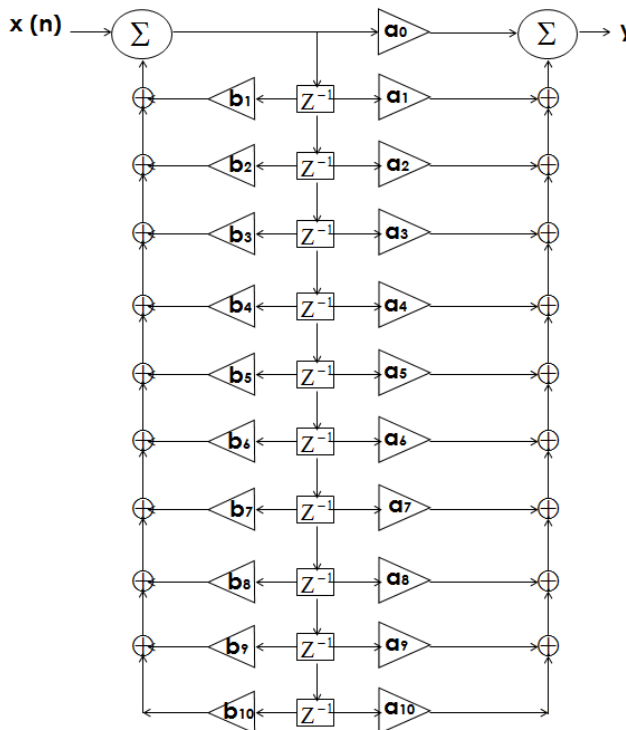 x (n) Σ a0 Σ y
b1 Z⁻¹ a1
b2 Z⁻¹ a2
b3 Z⁻¹ a3
b4 Z⁻¹ a4
b5 Z⁻¹ a5
b6 Z⁻¹ a6
b7 Z⁻¹ a7
b8 Z⁻¹ a8
b9 Z⁻¹ a9
b10 Z⁻¹ a10